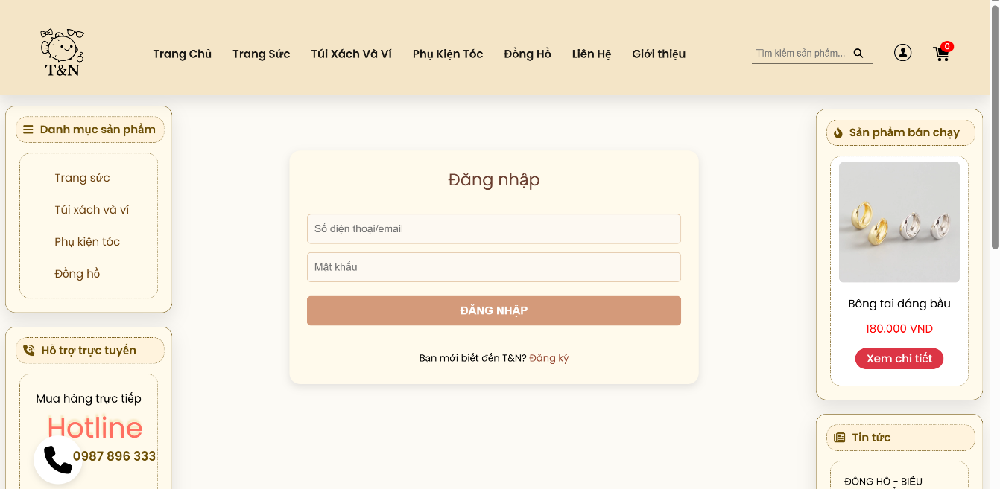 T&N
Trang Chủ
Trang Sức
Túi Xách Và Ví
Phụ Kiện Tóc
Đồng Hồ
Liên Hệ
Giới thiệu
Tìm kiếm sản phẩm...
0
Danh mục sản phẩm
Trang sức
Túi xách và ví
Phụ kiện tóc
Đồng hồ
Hỗ trợ trực tuyến
Mua hàng trực tiếp
Hotline
0987 896 333
Đăng nhập
Số điện thoại/email
Mật khẩu
ĐĂNG NHẬP
Bạn mới biết đến T&N? Đăng ký
Sản phẩm bán chạy
Bông tai dáng bầu
180.000 VND
Xem chi tiết
Tin tức
ĐỒNG HỒ - BIỂU